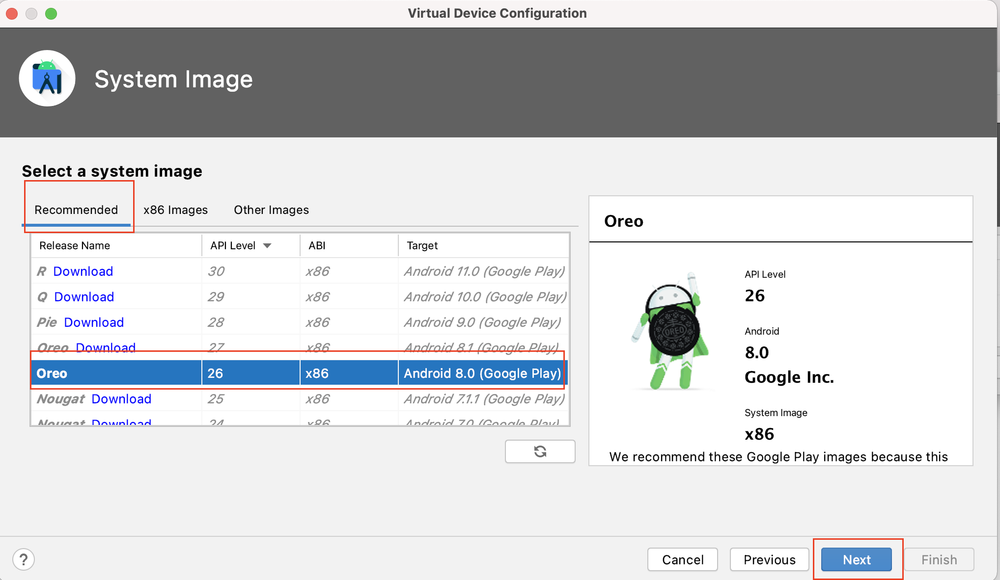 Virtual Device Configuration
System Image
Select a system image
Recommended x86 Images Other Images
Release Name API Level ABI Target
R Download 30 x86 Android 11.0 (Google Play)
Q Download 29 x86 Android 10.0 (Google Play)
Pie Download 28 x86 Android 9.0 (Google Play)
Oreo Download 27 x86 Android 8.1 (Google Play)
Oreo 26 x86 Android 8.0 (Google Play)
Nougat Download 25 x86 Android 7.1.1 (Google Play)
Nougat Download 24 x86 Android 7.0 (Google Play)
Oreo
OREO
API Level
26
Android
8.0
Google Inc.
System Image
x86
We recommend these Google Play images because this
? Cancel Previous Next Finish